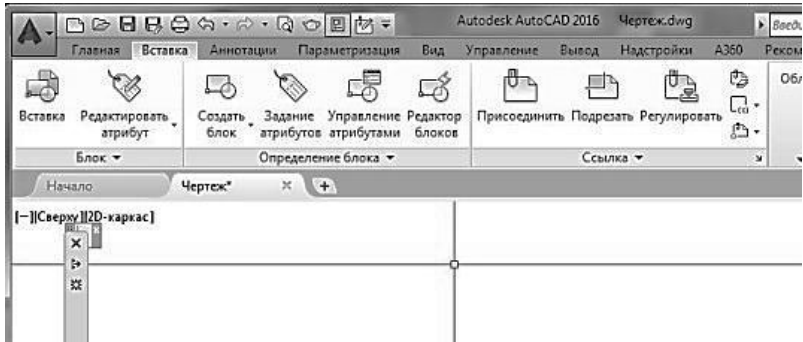 Autodesk AutoCAD 2016 Чертеж.dwg
Главная Вставка Аннотации Параметризация Вид Управление Вывод Надстройки A360
Вставка Редактировать атрибут Создать блок Задание атрибутов Управление атрибутами Редактор блоков Присоединить Подрезать Регулировать
Блок Определение блока Ссылка
Начало Чертеж*
[−][Сверху][2D-каркас]